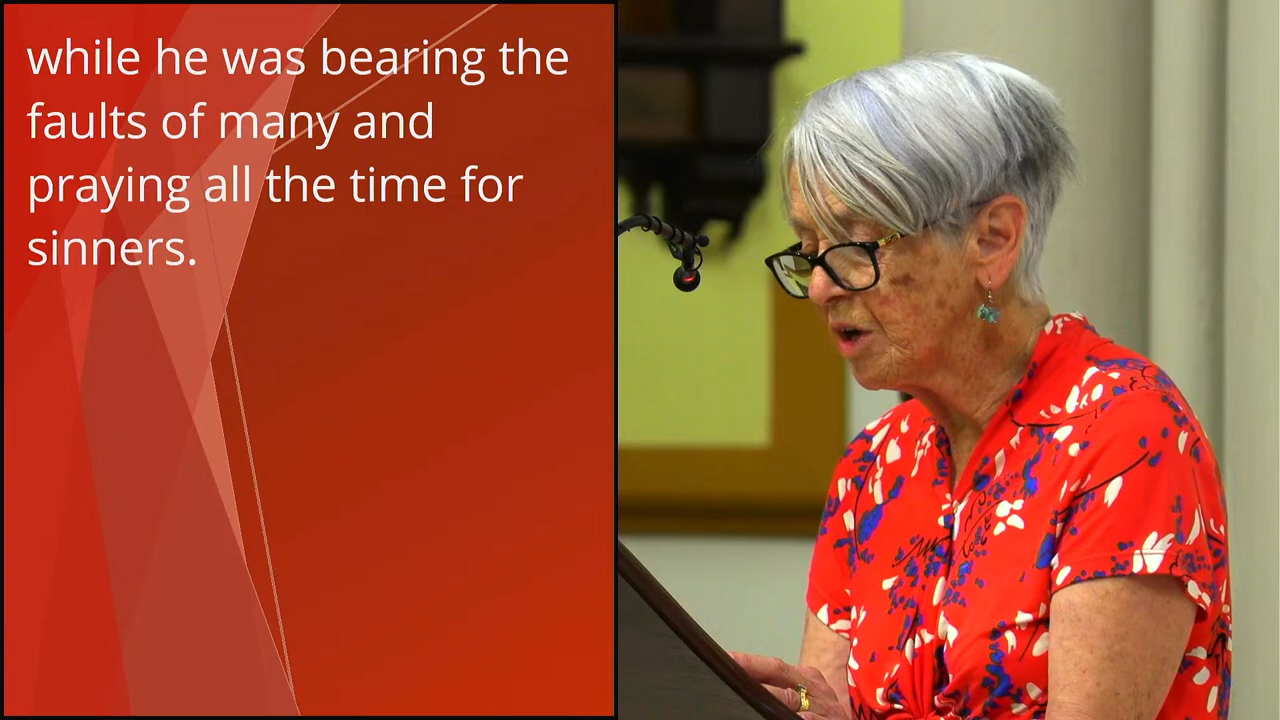 while he was bearing the
faults of many and
praying all the time for
sinners.